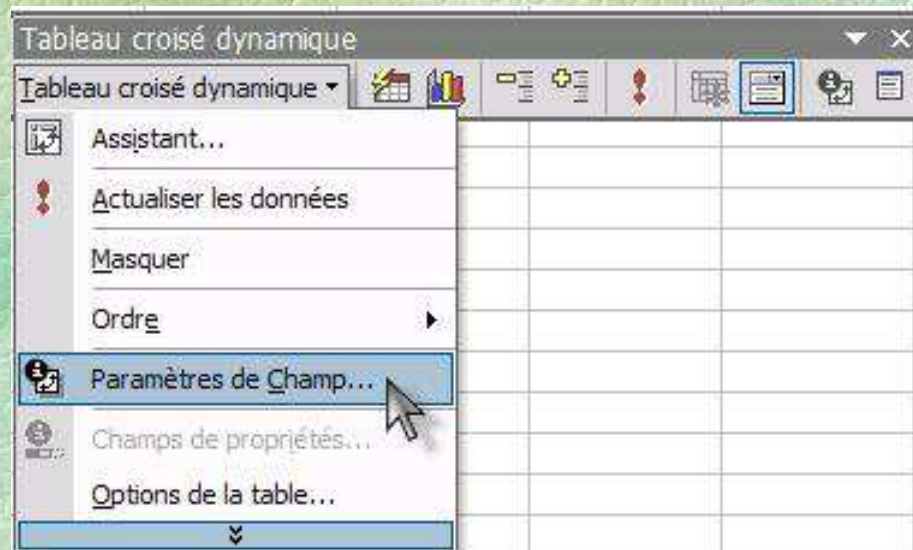 Tableau croisé dynamique
Tableau croisé dynamique
Assistant...
Actualiser les données
Masquer
Ordre
Paramètres de Champ...
Champs de propriétés...
Options de la table...